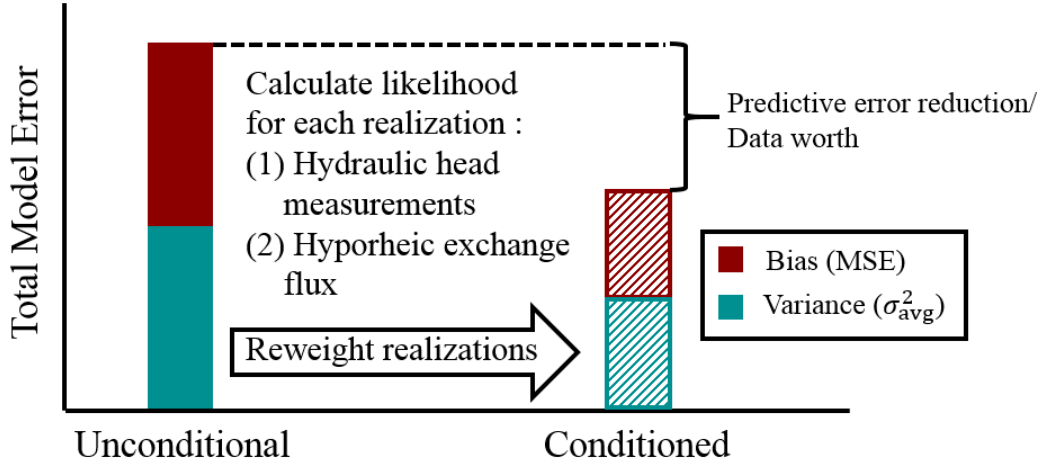 Total Model Error
Calculate likelihood
for each realization :
(1) Hydraulic head
measurements
(2) Hyporheic exchange
flux
Reweight realizations
Predictive error reduction/
Data worth
Bias (MSE)
Variance (σ²avg)
Unconditional
Conditioned